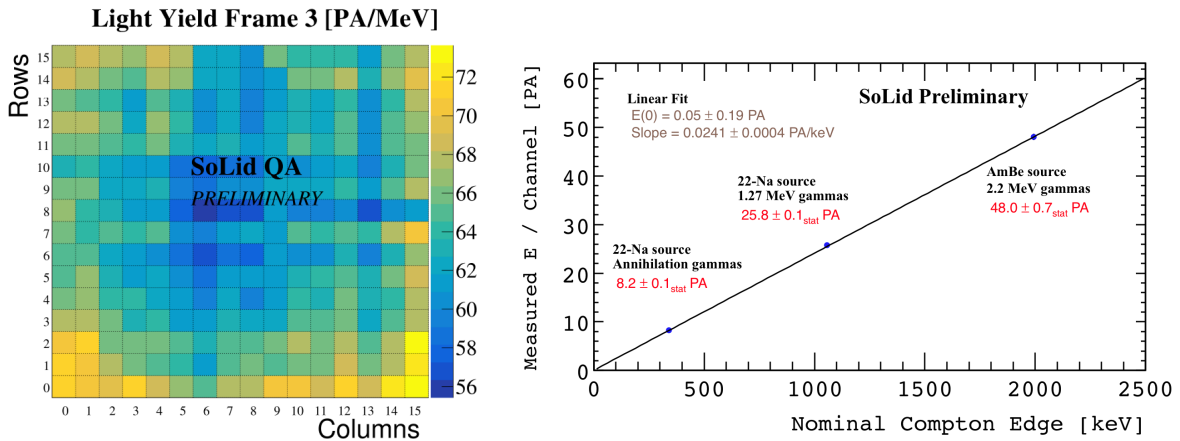 Light Yield Frame 3 [PA/MeV]
Rows
15
14
13
12
11
10
9
8
7
6
5
4
3
2
1
0
SoLid QA
PRELIMINARY
0 1 2 3 4 5 6 7 8 9 10 11 12 13 14 15
Columns
72
70
68
66
64
62
60
58
56
Measured E / Channel [PA]
60
50
40
30
20
10
0
Linear Fit
E(0) = 0.05 ± 0.19 PA
Slope = 0.0241 ± 0.0004 PA/keV
SoLid Preliminary
22-Na source
1.27 MeV gammas
25.8 ± 0.1stat PA
AmBe source
2.2 MeV gammas
48.0 ± 0.7stat PA
22-Na source
Annihilation gammas
8.2 ± 0.1stat PA
0 500 1000 1500 2000 2500
Nominal Compton Edge [keV]